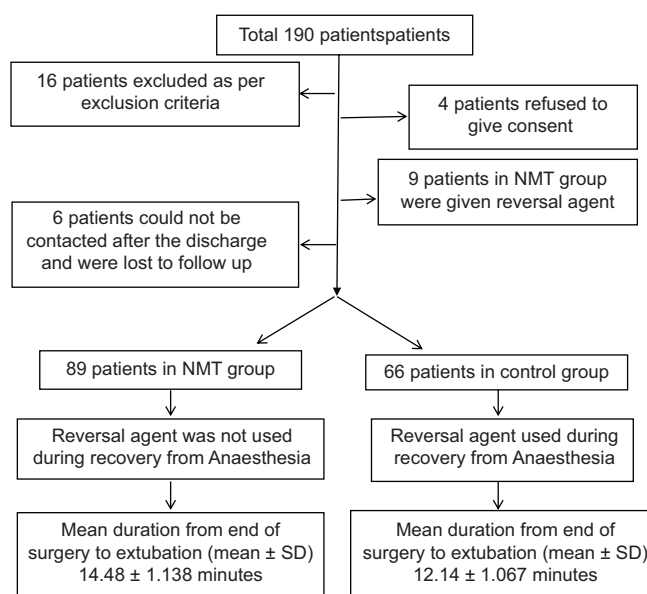 Total 190 patientspatients
16 patients excluded as per
exclusion criteria
4 patients refused to
give consent
9 patients in NMT group
were given reversal agent
6 patients could not be
contacted after the discharge
and were lost to follow up
89 patients in NMT group
66 patients in control group
Reversal agent was not used
during recovery from Anaesthesia
Reversal agent used during
recovery from Anaesthesia
Mean duration from end of
surgery to extubation (mean ± SD)
14.48 ± 1.138 minutes
Mean duration from end of
surgery to extubation (mean ± SD)
12.14 ± 1.067 minutes